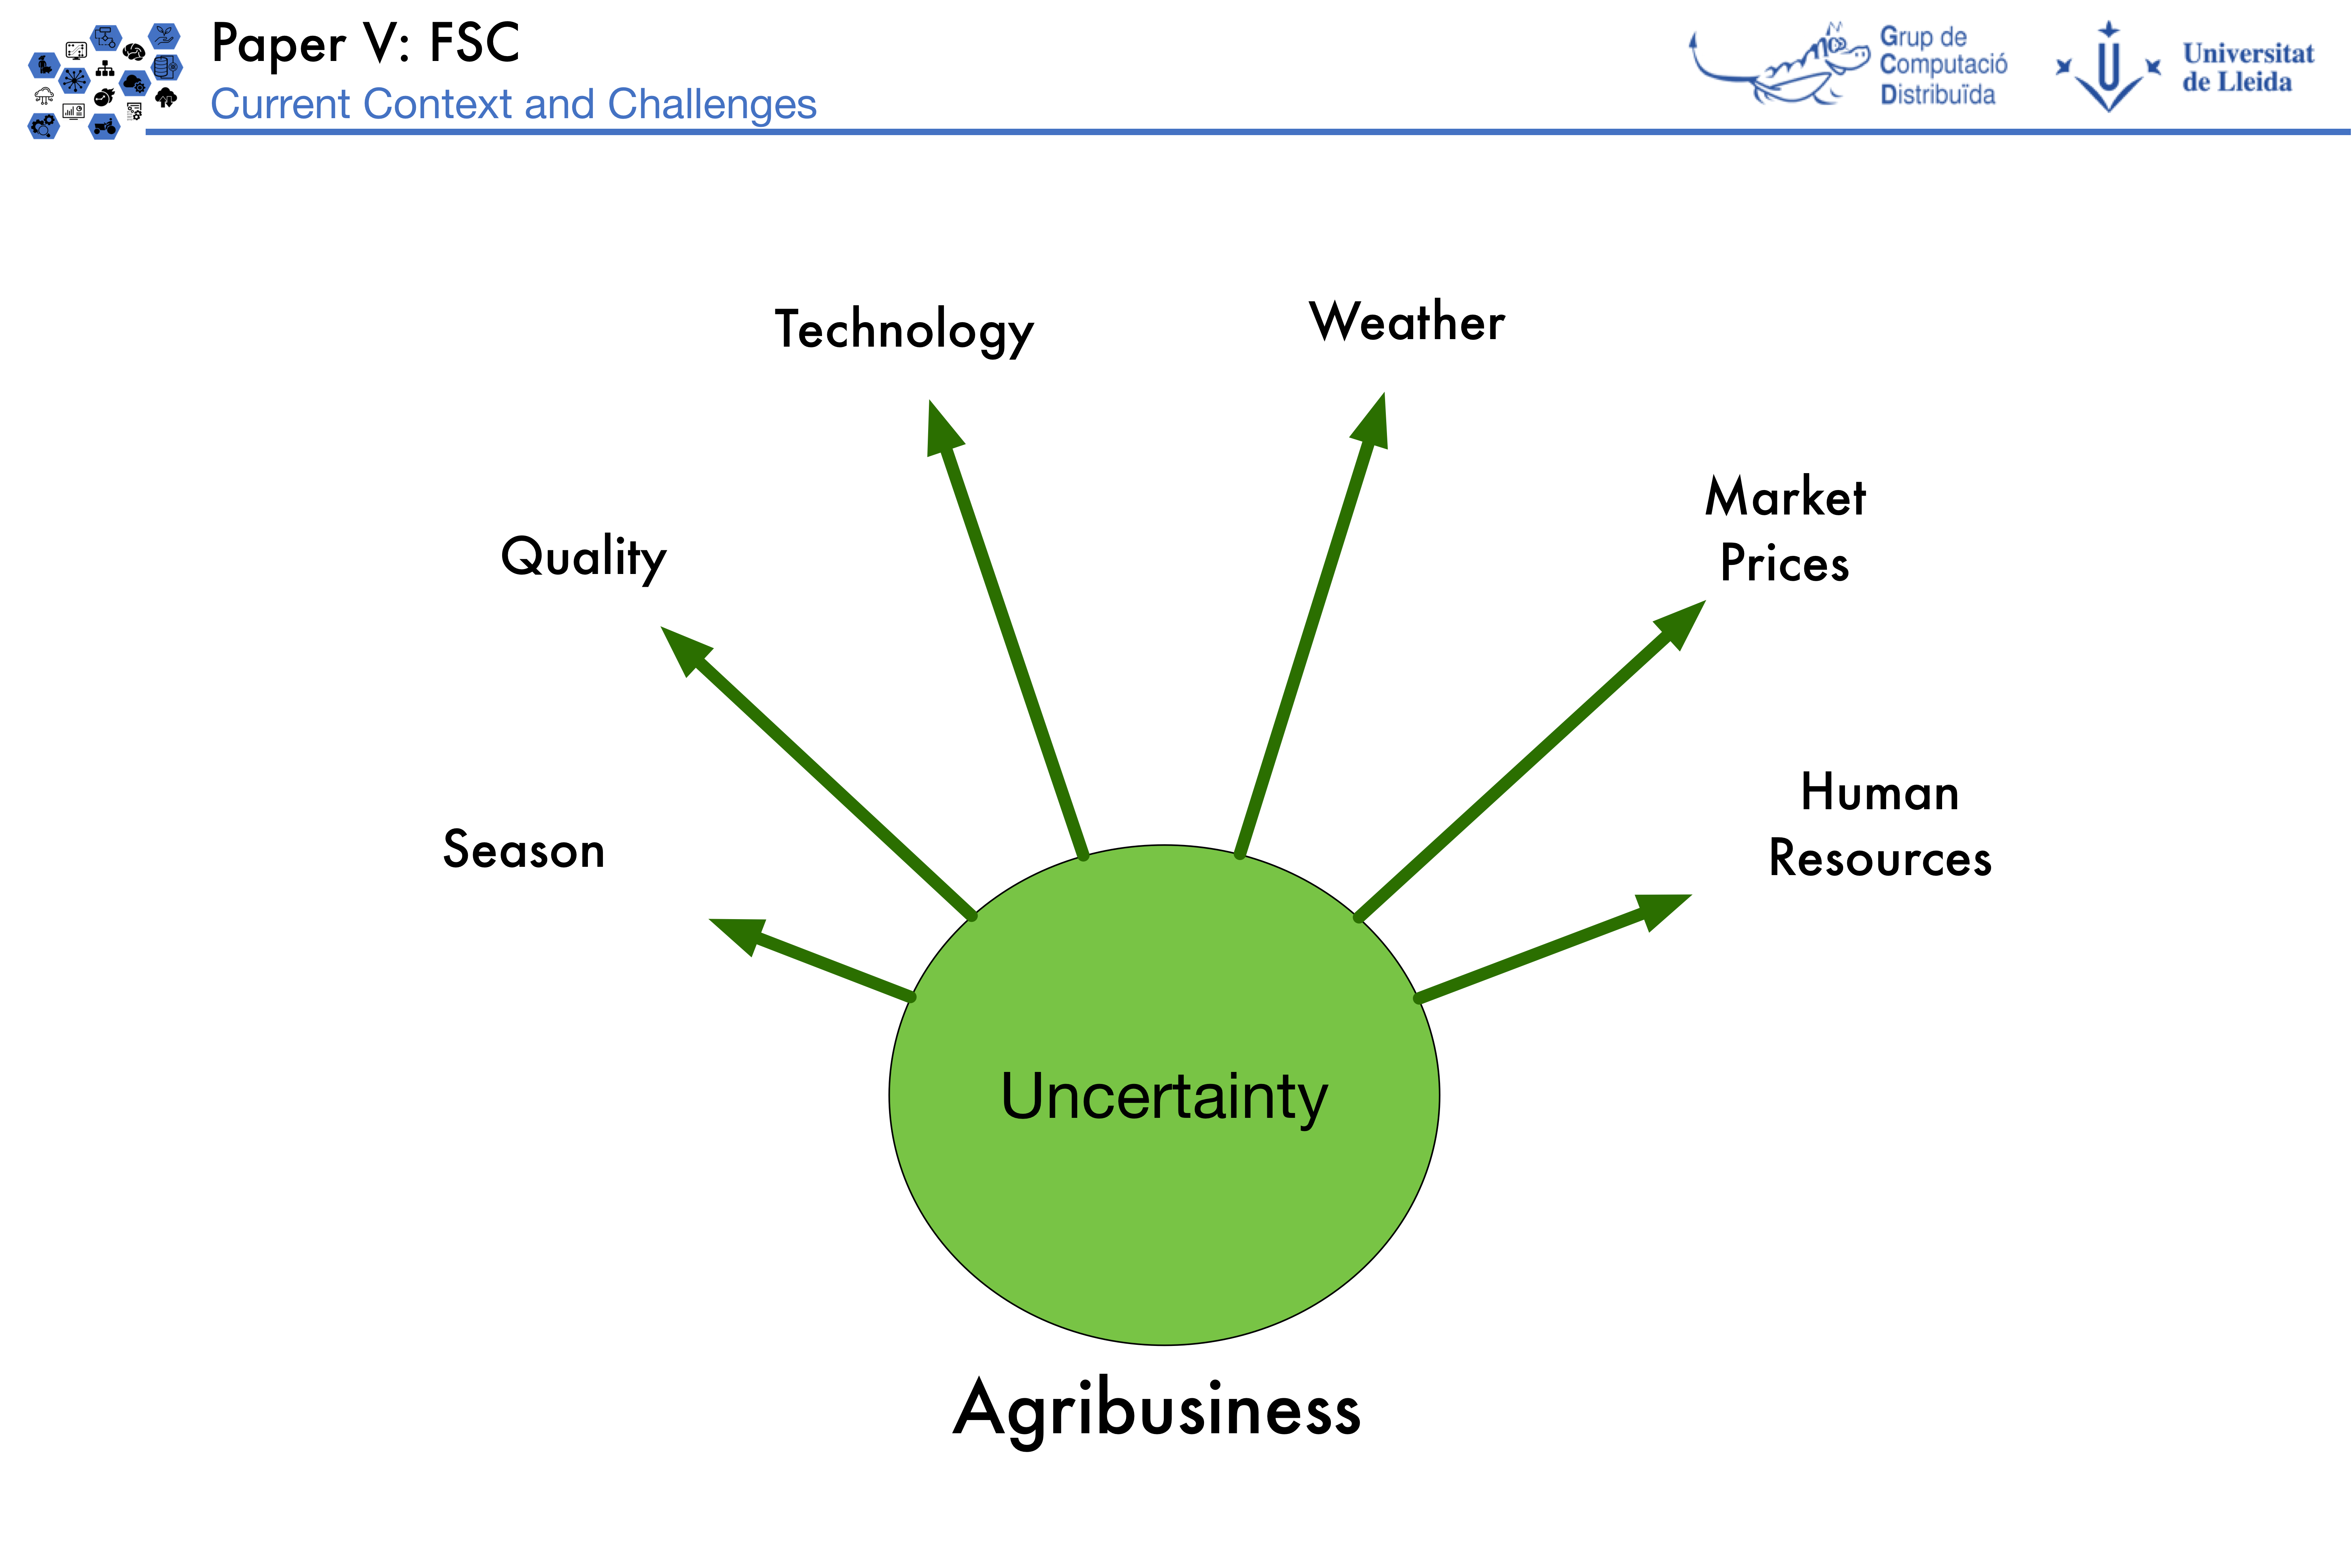 Paper V: FSC
Current Context and Challenges
Grup de
Computació
Distribuïda
Universitat
de Lleida
Technology
Weather
Market
Prices
Quality
Human
Resources
Season
Uncertainty
Agribusiness